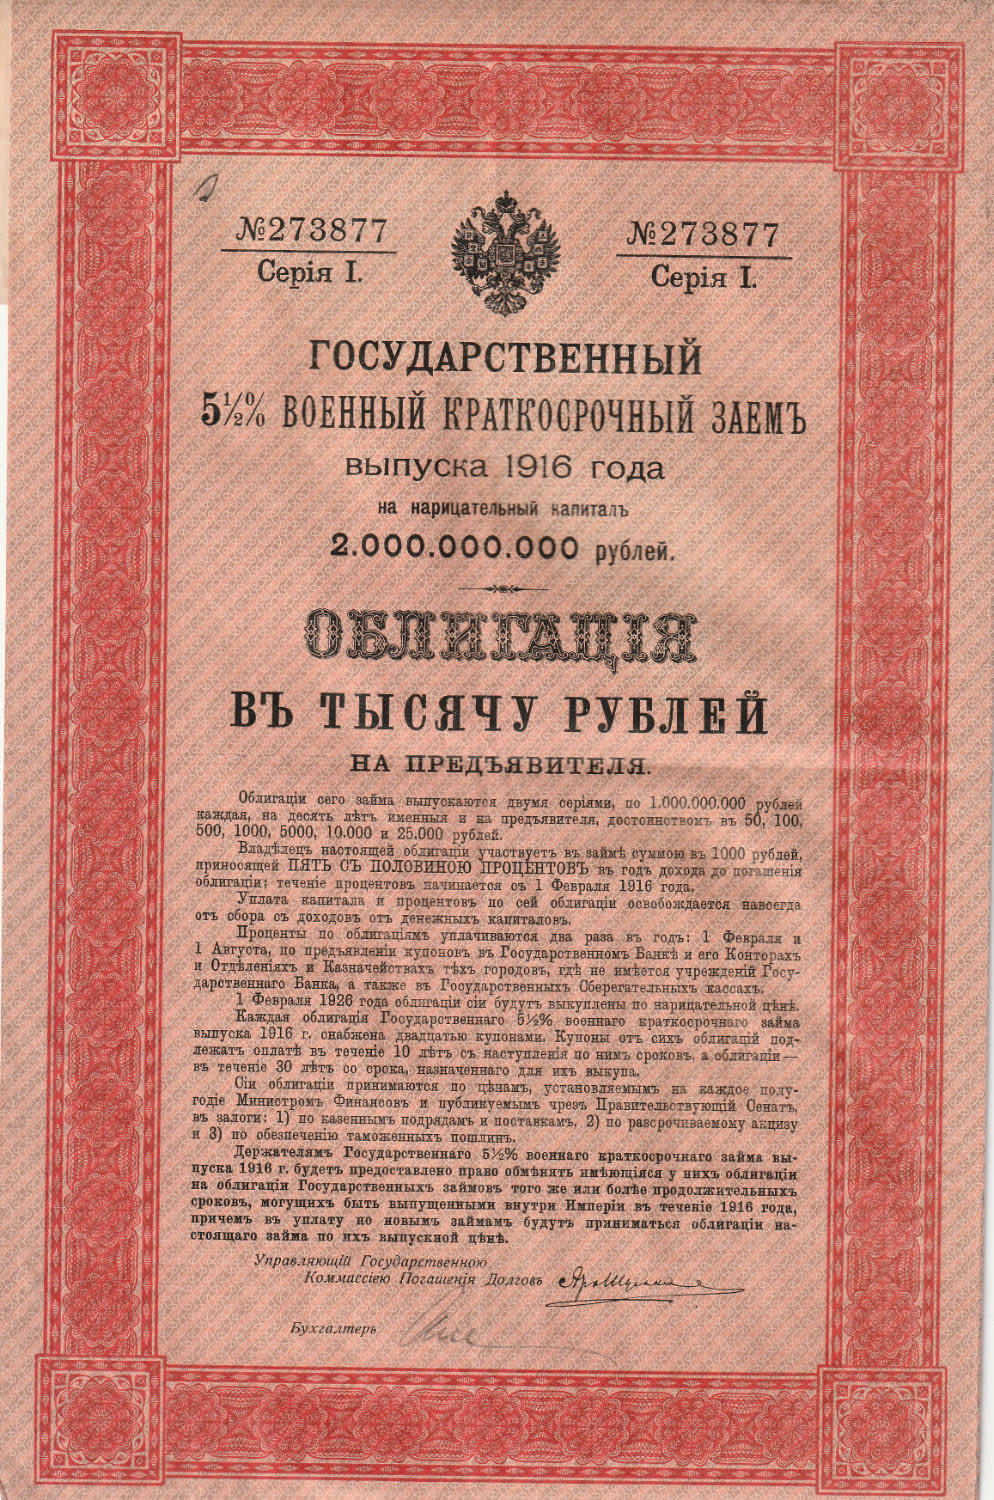 №273877 №273877
Серія I. Серія I.
ГОСУДАРСТВЕННЫЙ
5½% ВОЕННЫЙ КРАТКОСРОЧНЫЙ ЗАЕМЪ
выпуска 1916 года
на нарицательный капиталъ
2.000.000.000 рублей.
ОБЛИГАЦІЯ
ВЪ ТЫСЯЧУ РУБЛЕЙ
НА ПРЕДЪЯВИТЕЛЯ.
Облигаціи сего займа выпускаются двумя серіями, по 1.000.000.000 рублей
каждая, на десять лѣтъ именныя и на предъявителя, достоинствомъ въ 50, 100,
500, 1000, 5000, 10.000 и 25.000 рублей.
Владѣлецъ настоящей облигаціи участвуетъ въ займѣ суммою въ 1000 рублей,
приносящей ПЯТЬ СЪ ПОЛОВИНОЮ ПРОЦЕНТОВЪ въ годъ дохода до погашенія
облигаціи; теченіе процентовъ начинается съ 1 Февраля 1916 года.
Уплата капитала и процентовъ по сей облигаціи освобождается навсегда
отъ сбора съ доходовъ отъ денежныхъ капиталовъ.
Проценты по облигаціямъ уплачиваются два раза въ годъ: 1 Февраля и
1 Августа, по предъявленіи купоновъ въ Государственномъ Банкѣ и его Конторахъ
и Отдѣленіяхъ и Казначействахъ тѣхъ городовъ, гдѣ не имѣется учрежденій Госу-
дарственнаго Банка, а также въ Государственныхъ Сберегательныхъ кассахъ.
1 Февраля 1926 года облигаціи сіи будутъ выкуплены по нарицательной цѣнѣ.
Каждая облигація Государственнаго 5½% военнаго краткосрочнаго займа
выпуска 1916 г. снабжена двадцатью купонами. Купоны отъ сихъ облигацій под-
лежатъ оплатѣ въ теченіе 10 лѣтъ съ наступленія по нимъ сроковъ, а облигаціи—
въ теченіе 30 лѣтъ со срока, назначеннаго для ихъ выкупа.
Сіи облигаціи принимаются по цѣнамъ, установляемымъ на каждое полу-
годіе Министромъ Финансовъ и публикуемымъ чрезъ Правительствующій Сенатъ,
въ залоги: 1) по казеннымъ подрядамъ и поставкамъ, 2) по разсрочиваемому акцизу
и 3) по обезпеченію таможенныхъ пошлинъ.
Держателямъ Государственнаго 5½% военнаго краткосрочнаго займа вы-
пуска 1916 г. будетъ предоставлено право обмѣнять имѣющіяся у нихъ облигаціи
на облигаціи Государственныхъ займовъ того же или болѣе продолжительныхъ
сроковъ, могущихъ быть выпущенными внутри Имперіи въ теченіе 1916 года,
причемъ въ уплату по новымъ займамъ будутъ приниматься облигаціи на-
стоящаго займа по ихъ выпускной цѣнѣ.
Управляющій Государственною
Коммиссіею Погашенія Долговъ
Бухгалтеръ